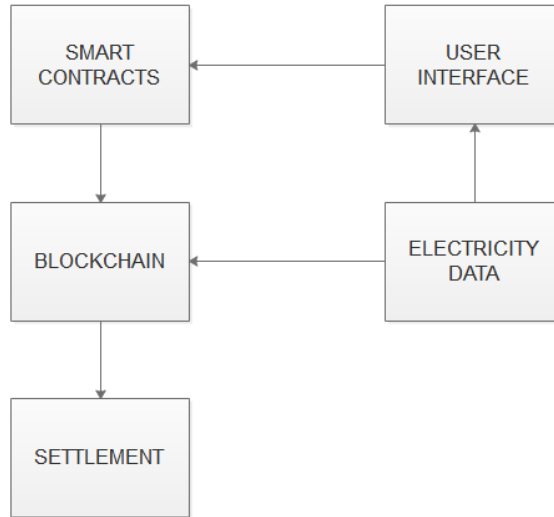 SMART
CONTRACTS
USER
INTERFACE
BLOCKCHAIN
ELECTRICITY
DATA
SETTLEMENT